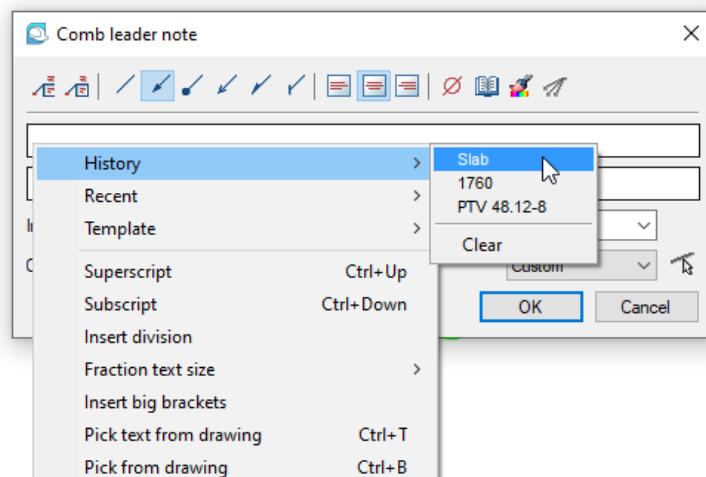 Comb leader note
History
Slab
1760
Recent
PTV 48.12-8
Template
Clear
Superscript Ctrl+Up
Custom
Subscript Ctrl+Down
OK Cancel
Insert division
Fraction text size
Insert big brackets
Pick text from drawing Ctrl+T
Pick from drawing Ctrl+B